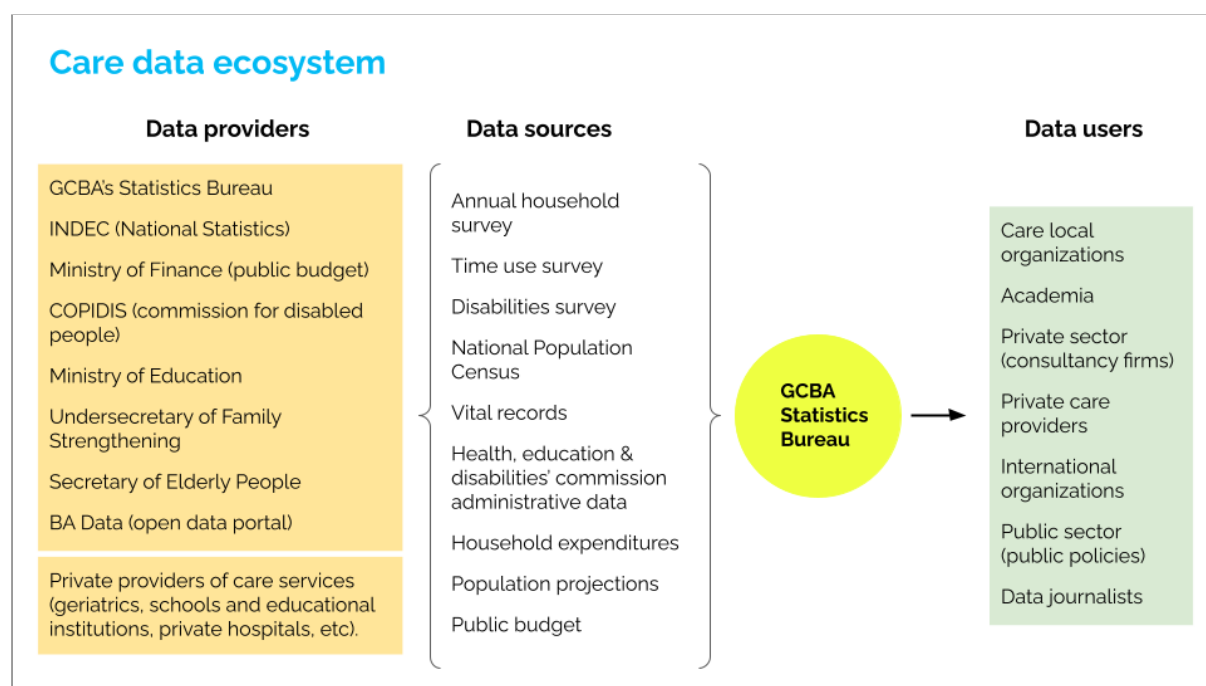 Care data ecosystem
Data providers
GCBA's Statistics Bureau
INDEC (National Statistics)
Ministry of Finance (public budget)
COPIDIS (commission for disabled
people)
Ministry of Education
Undersecretary of Family
Strengthening
Secretary of Elderly People
BA Data (open data portal)
Private providers of care services
(geriatrics, schools and educational
institutions, private hospitals, etc).
Data sources
Annual household
survey
Time use survey
Disabilities survey
National Population
Census
Vital records
Health, education &
disabilities' commission
administrative data
Household expenditures
Population projections
Public budget
GCBA
Statistics
Bureau
Data users
Care local
organizations
Academia
Private sector
(consultancy firms)
Private care
providers
International
organizations
Public sector
(public policies)
Data journalists